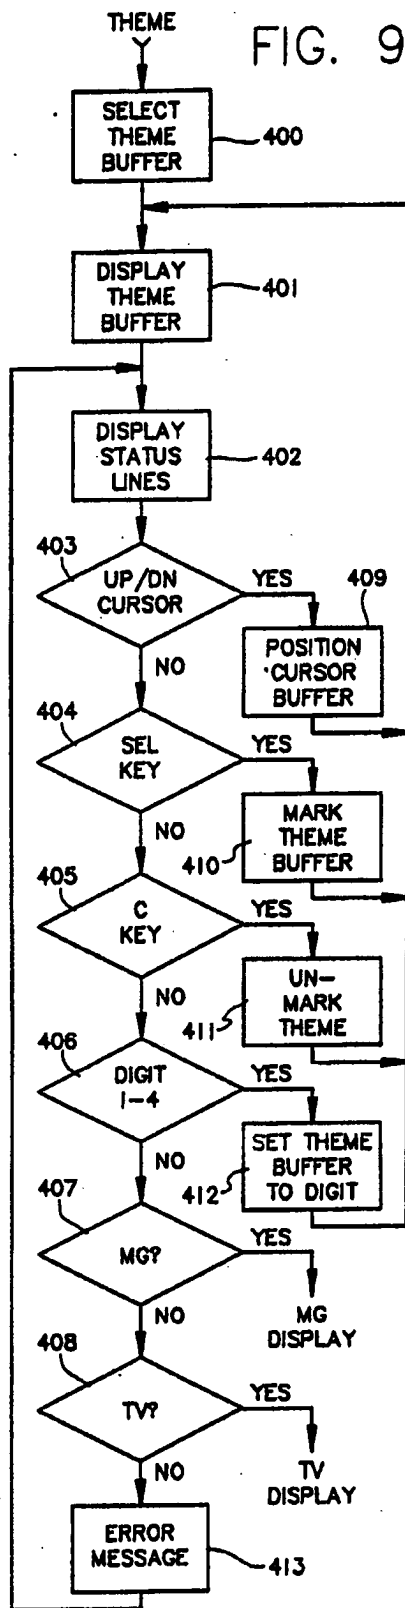 THEME
FIG. 9
SELECT
THEME
BUFFER
400
DISPLAY
THEME
BUFFER
401
DISPLAY
STATUS
LINES
402
403
UP/DN
CURSOR
YES
NO
409
POSITION
CURSOR
BUFFER
404
SEL
KEY
YES
NO
410
MARK
THEME
BUFFER
405
C
KEY
YES
NO
411
UN-
MARK
THEME
406
DIGIT
1-4
YES
NO
412
SET THEME
BUFFER
TO DIGIT
407
MG?
YES
NO
MG
DISPLAY
408
TV?
YES
NO
TV
DISPLAY
ERROR
MESSAGE
413